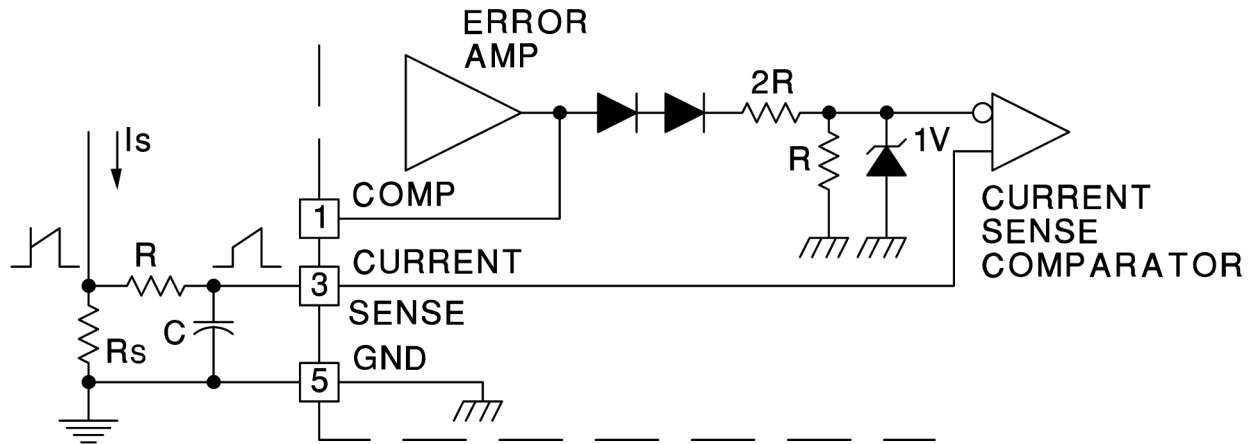 ERROR
AMP
2R
R
1V
Is
1
COMP
3
CURRENT
SENSE
R
C
Rs
5
GND
CURRENT
SENSE
COMPARATOR